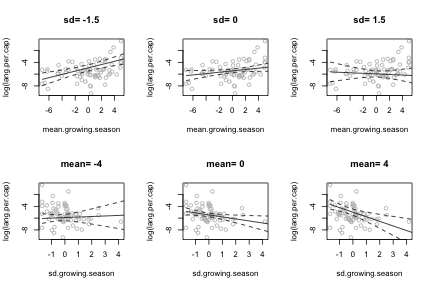 sd= -1.5
sd= 0
sd= 1.5
log(lang.per.cap)
-8 -4
-6 -2 0 2 4
mean.growing.season
log(lang.per.cap)
-8 -4
-6 -2 0 2 4
mean.growing.season
log(lang.per.cap)
-8 -4
-6 -2 0 2 4
mean.growing.season
mean= -4
mean= 0
mean= 4
log(lang.per.cap)
-8 -4
-1 0 1 2 3 4
sd.growing.season
log(lang.per.cap)
-8 -4
-1 0 1 2 3 4
sd.growing.season
log(lang.per.cap)
-8 -4
-1 0 1 2 3 4
sd.growing.season